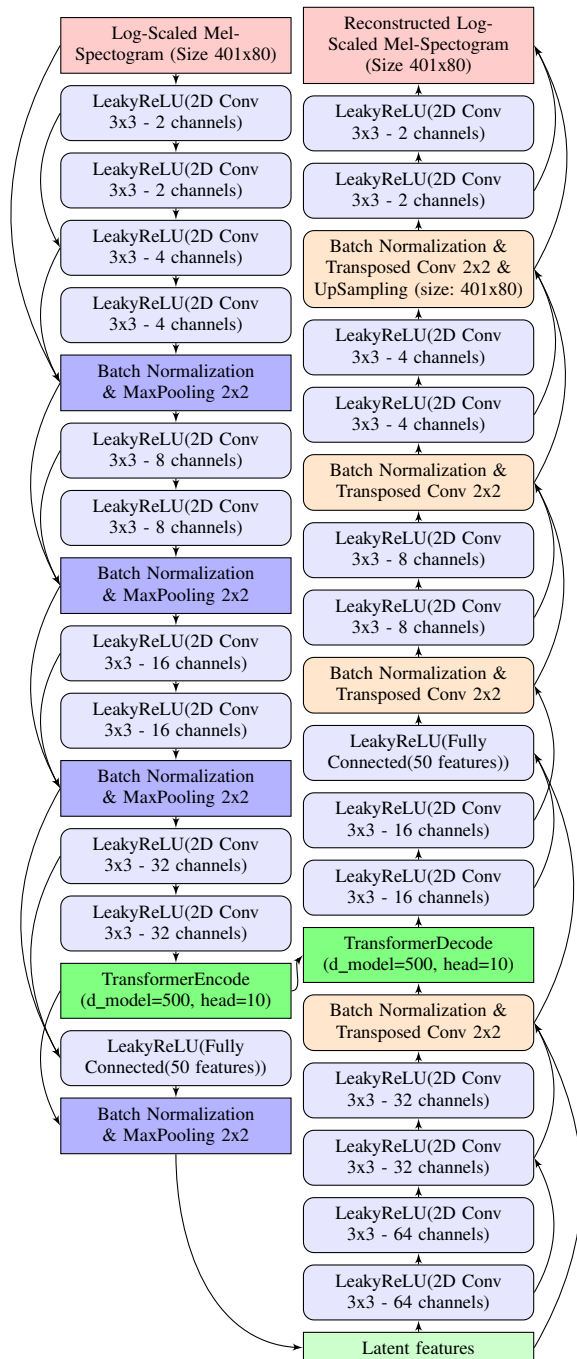 Log-Scaled Mel-
Spectogram (Size 401x80)
LeakyReLU(2D Conv
3x3 - 2 channels)
LeakyReLU(2D Conv
3x3 - 2 channels)
LeakyReLU(2D Conv
3x3 - 4 channels)
LeakyReLU(2D Conv
3x3 - 4 channels)
Batch Normalization
& MaxPooling 2x2
LeakyReLU(2D Conv
3x3 - 8 channels)
LeakyReLU(2D Conv
3x3 - 8 channels)
Batch Normalization
& MaxPooling 2x2
LeakyReLU(2D Conv
3x3 - 16 channels)
LeakyReLU(2D Conv
3x3 - 16 channels)
Batch Normalization
& MaxPooling 2x2
LeakyReLU(2D Conv
3x3 - 32 channels)
LeakyReLU(2D Conv
3x3 - 32 channels)
TransformerEncode
(d_model=500, head=10)
LeakyReLU(Fully
Connected(50 features))
Batch Normalization
& MaxPooling 2x2
Reconstructed Log-
Scaled Mel-Spectogram
(Size 401x80)
LeakyReLU(2D Conv
3x3 - 2 channels)
LeakyReLU(2D Conv
3x3 - 2 channels)
Batch Normalization &
Transposed Conv 2x2 &
UpSampling (size: 401x80)
LeakyReLU(2D Conv
3x3 - 4 channels)
LeakyReLU(2D Conv
3x3 - 4 channels)
Batch Normalization &
Transposed Conv 2x2
LeakyReLU(2D Conv
3x3 - 8 channels)
LeakyReLU(2D Conv
3x3 - 8 channels)
Batch Normalization &
Transposed Conv 2x2
LeakyReLU(Fully
Connected(50 features))
LeakyReLU(2D Conv
3x3 - 16 channels)
LeakyReLU(2D Conv
3x3 - 16 channels)
TransformerDecode
(d_model=500, head=10)
Batch Normalization &
Transposed Conv 2x2
LeakyReLU(2D Conv
3x3 - 32 channels)
LeakyReLU(2D Conv
3x3 - 32 channels)
LeakyReLU(2D Conv
3x3 - 64 channels)
LeakyReLU(2D Conv
3x3 - 64 channels)
Latent features